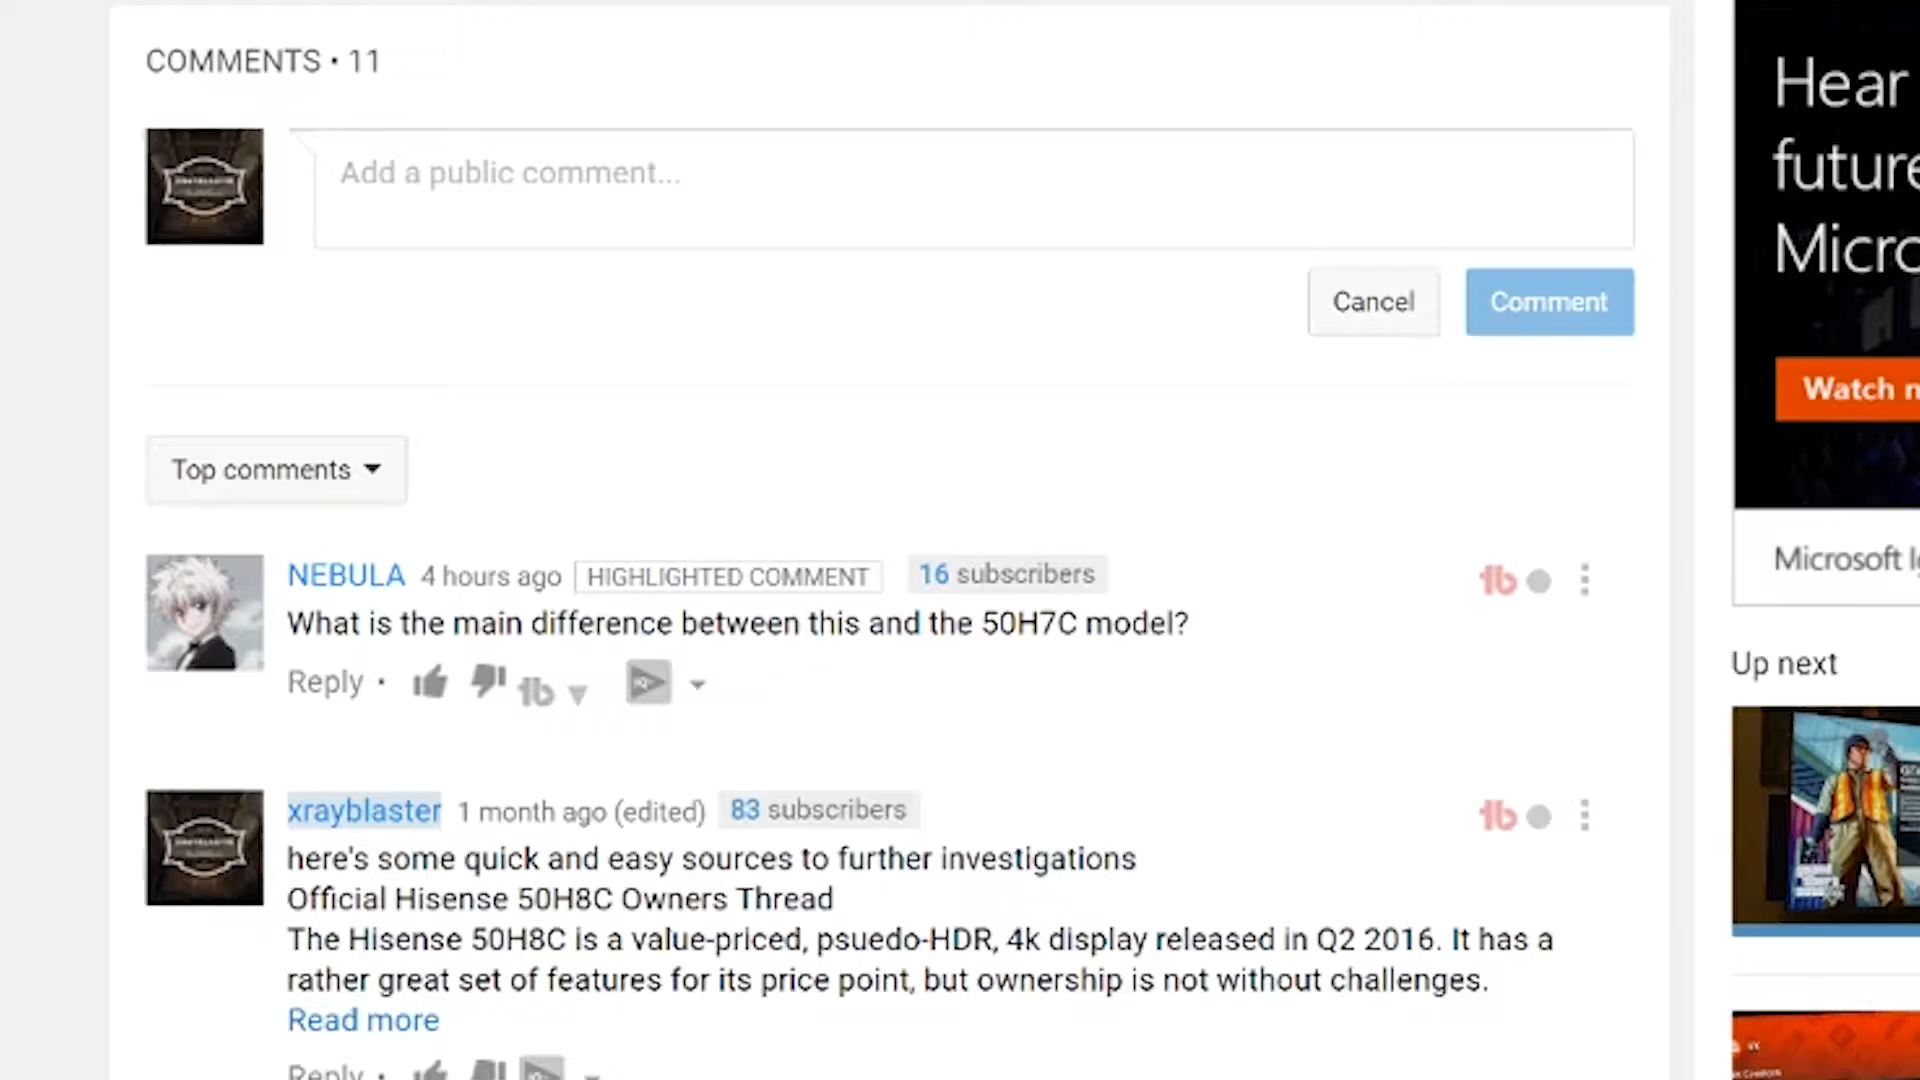 COMMENTS • 11
Hear
future
Micro
Add a public comment...
Cancel
Comment
Watch n
Top comments
Microsoft Ig
NEBULA 4 hours ago HIGHLIGHTED COMMENT 16 subscribers
What is the main difference between this and the 50H7C model?
Reply •
Up next
xrayblaster 1 month ago (edited) 83 subscribers
here's some quick and easy sources to further investigations
Official Hisense 50H8C Owners Thread
The Hisense 50H8C is a value-priced, psuedo-HDR, 4k display released in Q2 2016. It has a
rather great set of features for its price point, but ownership is not without challenges.
Read more
Reply •